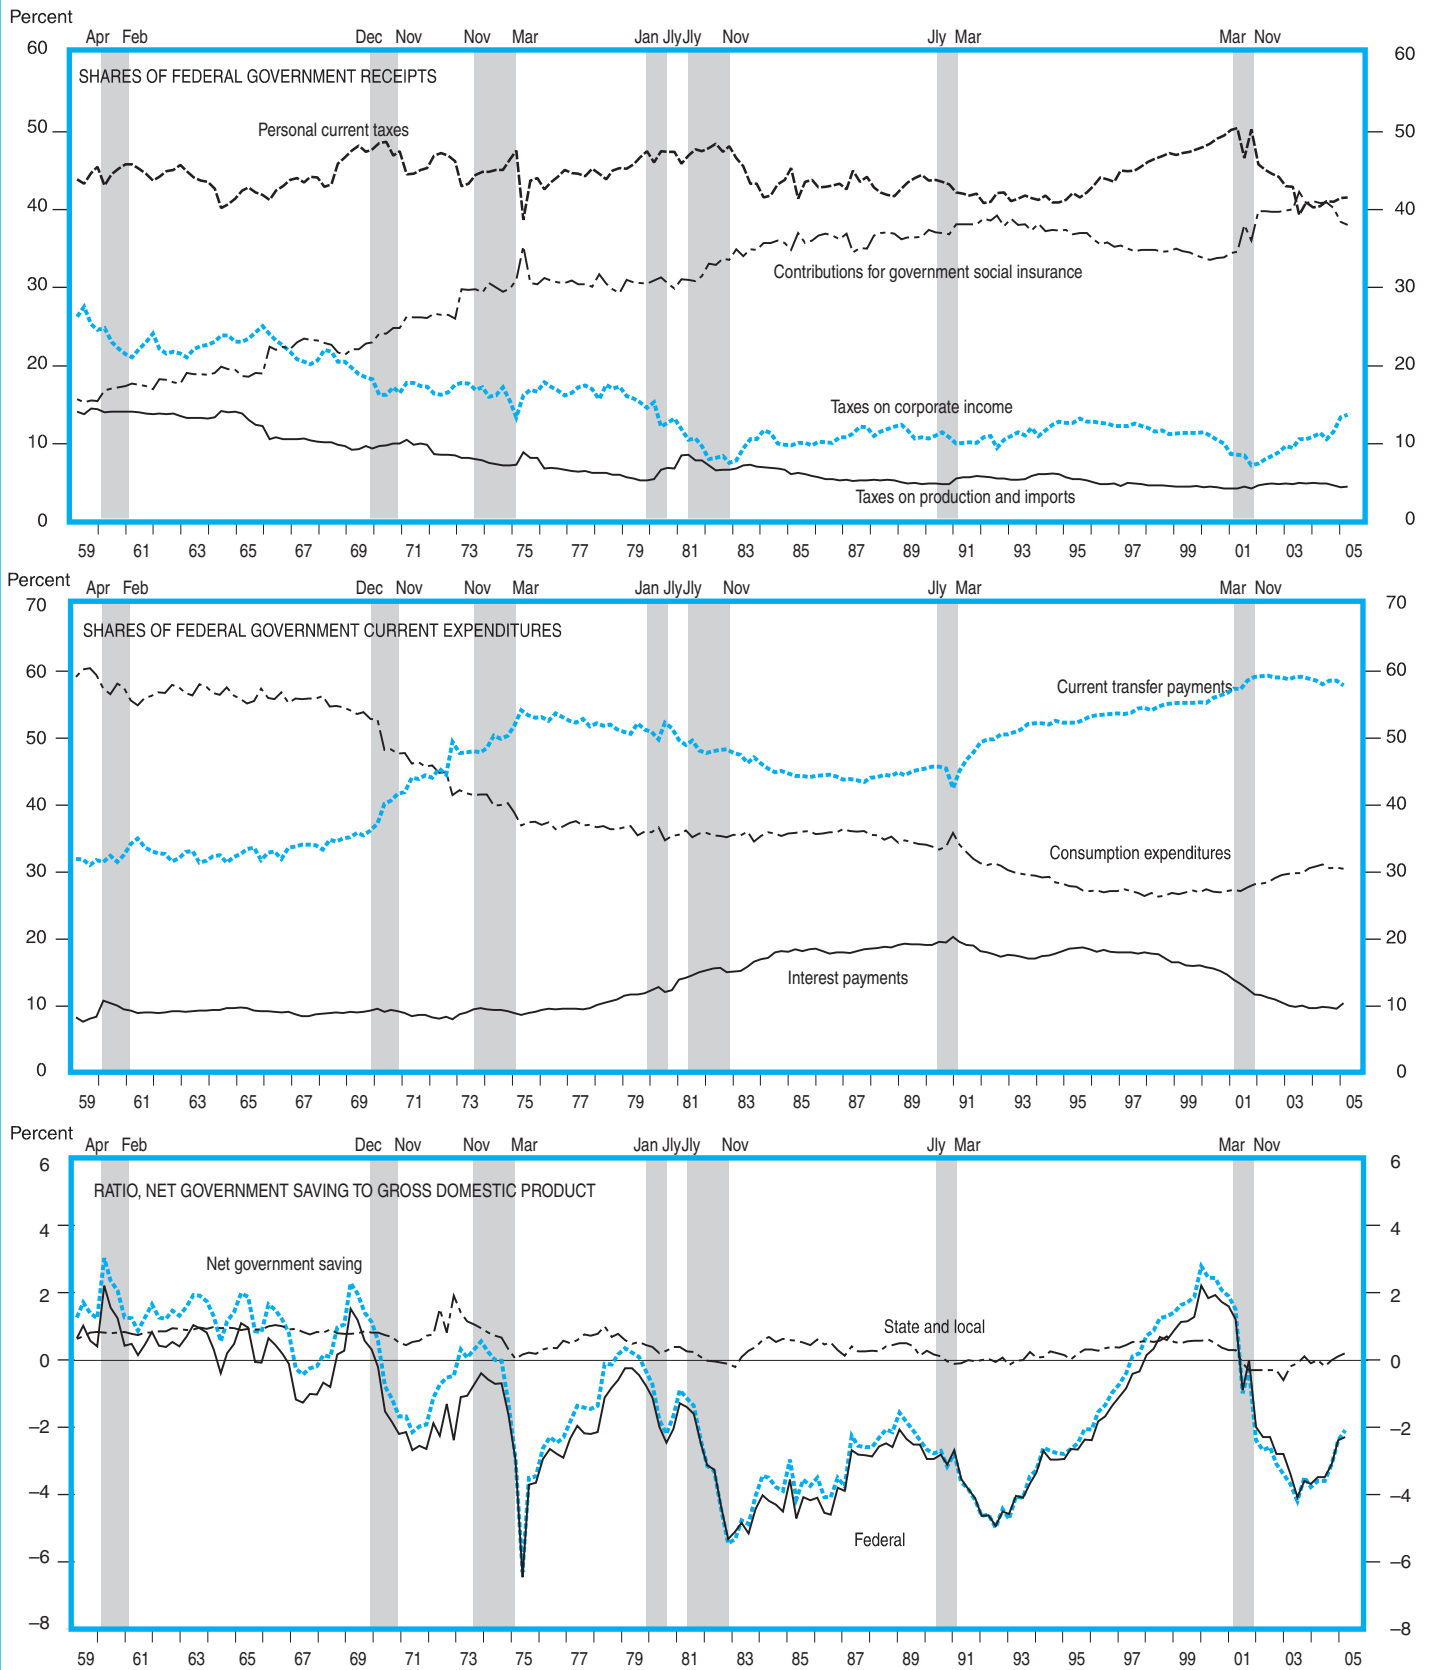 Percent
Apr Feb Dec Nov Nov Mar Jan Jly Jly Nov Jly Mar Mar Nov
60 60
SHARES OF FEDERAL GOVERNMENT RECEIPTS
Personal current taxes
50 50
40 40
Contributions for government social insurance
30 30
20 20
Taxes on corporate income
10 10
Taxes on production and imports
0 0
59 61 63 65 67 69 71 73 75 77 79 81 83 85 87 89 91 93 95 97 99 01 03 05
Percent
Apr Feb Dec Nov Nov Mar Jan Jly Jly Nov Jly Mar Mar Nov
70 70
SHARES OF FEDERAL GOVERNMENT CURRENT EXPENDITURES
60 60
Current transfer payments
50 50
40 40
Consumption expenditures
30 30
20 20
Interest payments
10 10
0 0
59 61 63 65 67 69 71 73 75 77 79 81 83 85 87 89 91 93 95 97 99 01 03 05
Percent
Apr Feb Dec Nov Nov Mar Jan Jly Jly Nov Jly Mar Mar Nov
6 6
RATIO, NET GOVERNMENT SAVING TO GROSS DOMESTIC PRODUCT
4 4
Net government saving
2 2
State and local
0 0
–2 –2
–4 –4
Federal
–6 –6
–8 –8
59 61 63 65 67 69 71 73 75 77 79 81 83 85 87 89 91 93 95 97 99 01 03 05